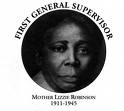 FIRST GENERAL SUPERVISOR
MOTHER LIZZIE ROBINSON
1911-1945